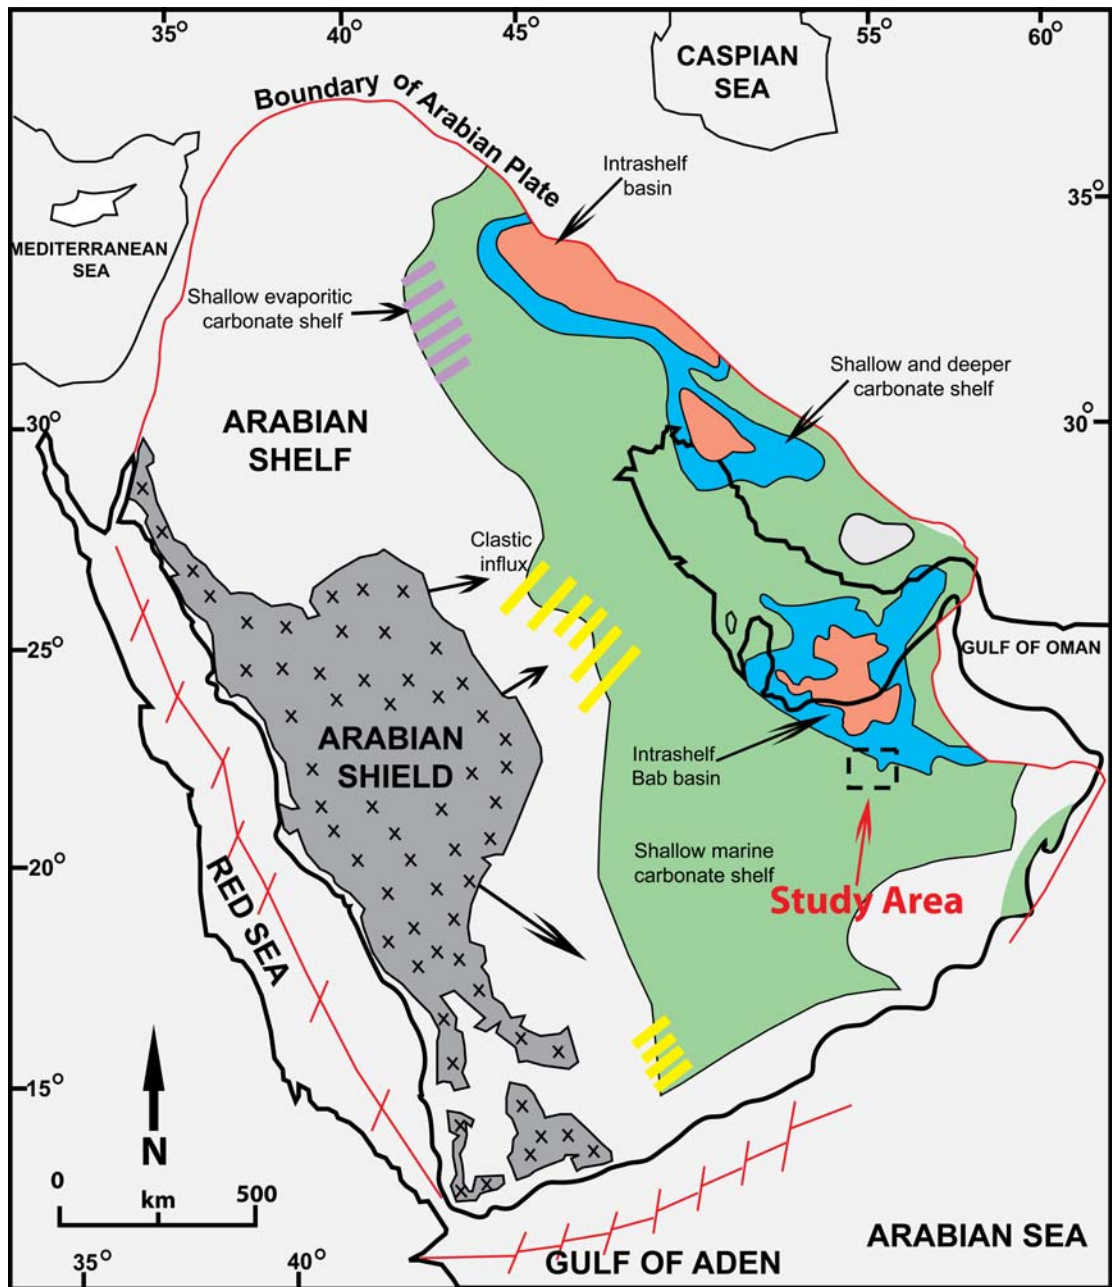 35°
40°
45°
55°
60°
CASPIAN
SEA
Boundary of Arabian Plate
Intrashelf
basin
35°
MEDITERRANEAN
SEA
Shallow evaporitic
carbonate shelf
Shallow and deeper
carbonate shelf
30°
30°
ARABIAN
SHELF
Clastic
influx
25°
GULF OF OMAN
ARABIAN
SHIELD
Intrashelf
Bab basin
20°
Shallow marine
carbonate shelf
Study Area
RED SEA
15°
N
0
km
500
ARABIAN SEA
35°
40°
GULF OF ADEN